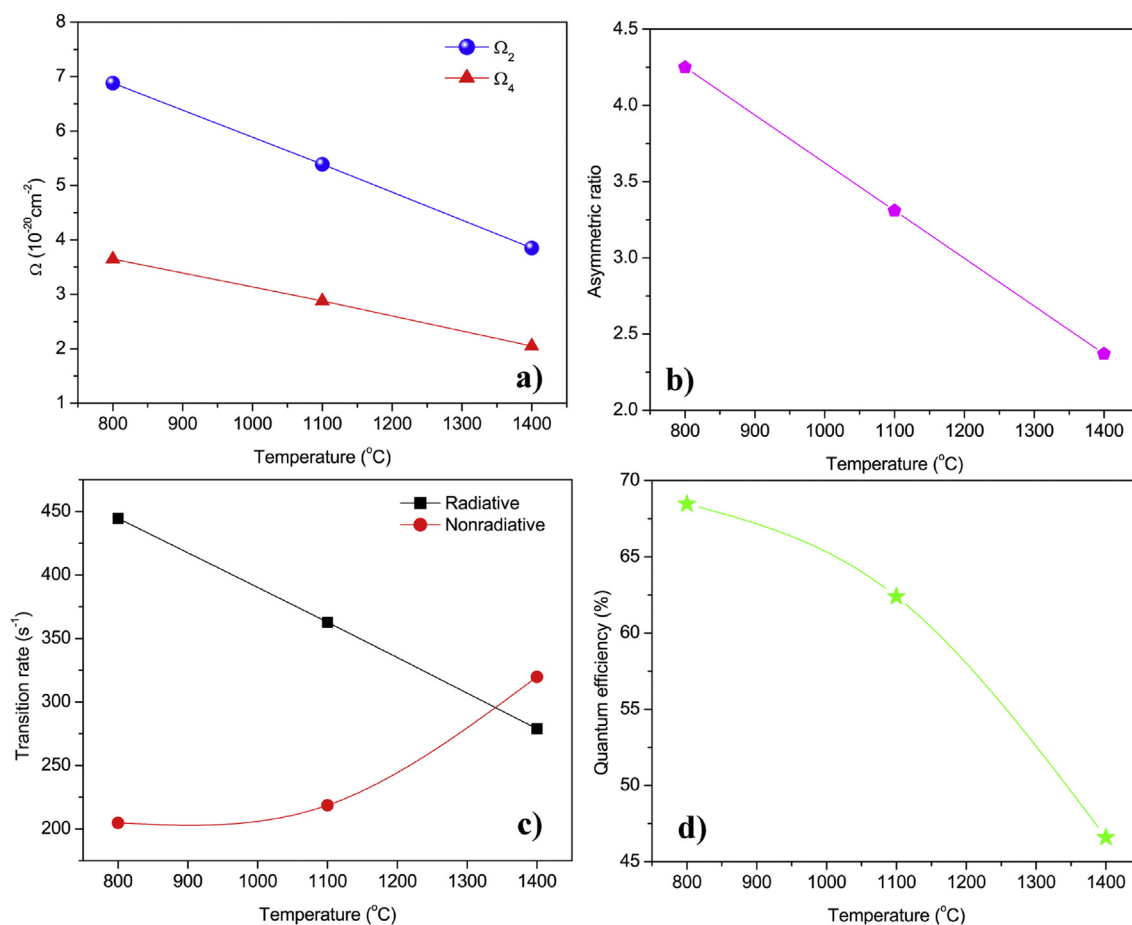 8
7
6
5
4
3
2
1
Ω (10⁻²⁰cm⁻²)
Ω₂
Ω₄
a)
800 900 1000 1100 1200 1300 1400
Temperature (°C)
4.5
4.0
3.5
3.0
2.5
2.0
Asymmetric ratio
b)
800 900 1000 1100 1200 1300 1400
Temperature (°C)
450
400
350
300
250
200
Transition rate (s⁻¹)
Radiative
Nonradiative
c)
800 900 1000 1100 1200 1300 1400
Temperature (°C)
70
65
60
55
50
45
Quantum efficiency (%)
d)
800 900 1000 1100 1200 1300 1400
Temperature (°C)